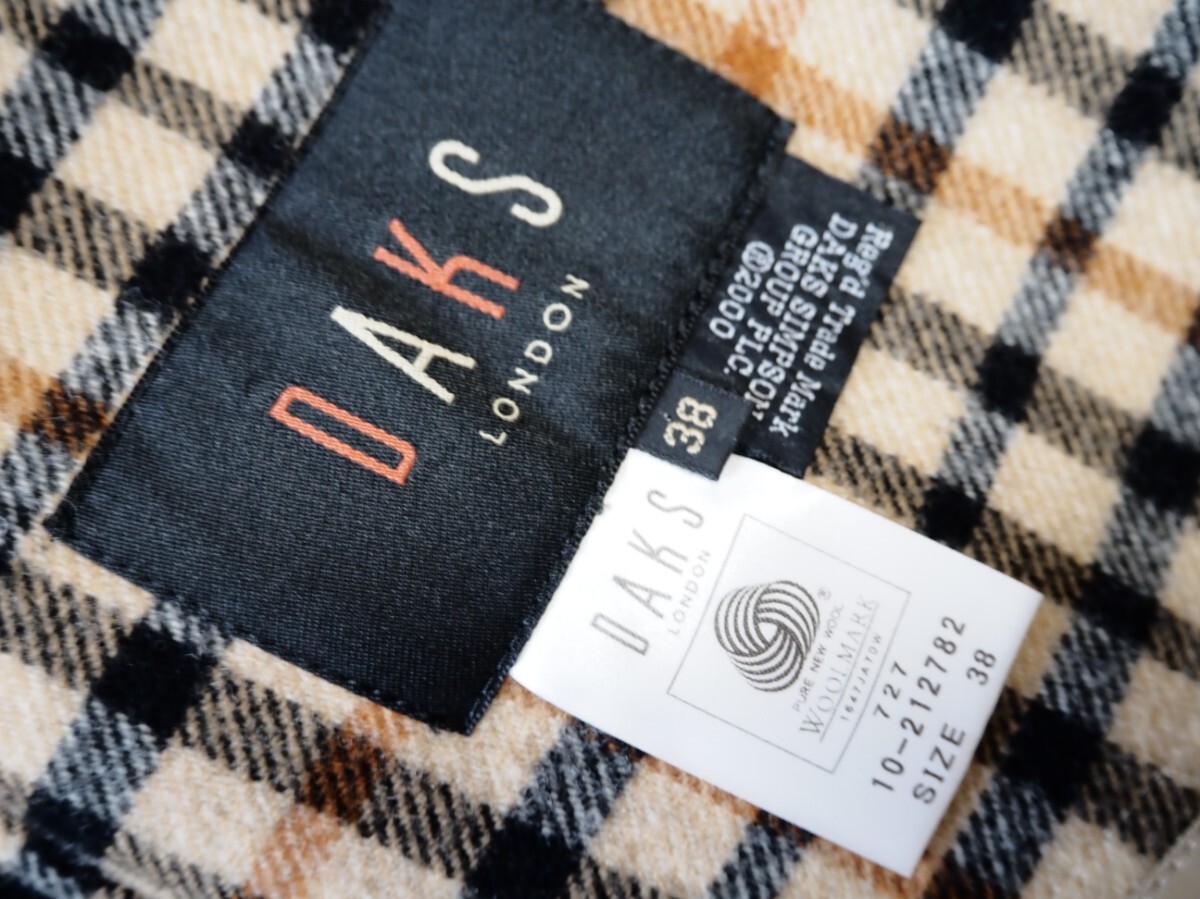 DAKS
LONDON
Reg'd Trade Mark
DAKS SIMPSON
GROUP PLC.
®2000
38
DAKS
LONDON
®
PURE NEW WOOL
WOOLMARK
1647JATOW
727
10-212782
SIZE 38